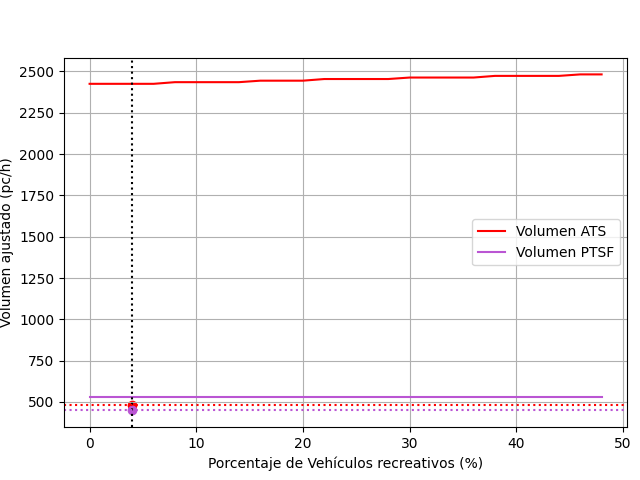 2500
2250
2000
1750
1500
1250
1000
750
500
Volumen ajustado (pc/h)
Volumen ATS
Volumen PTSF
0 10 20 30 40 50
Porcentaje de Vehículos recreativos (%)